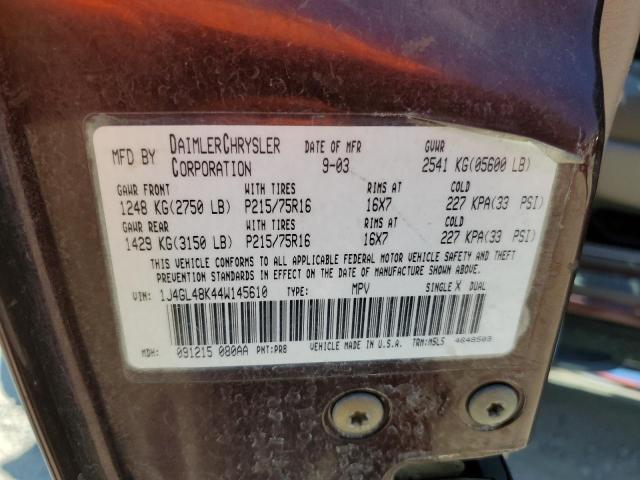 MFD BY DAIMLERCHRYSLER CORPORATION DATE OF MFR 9-03 GVWR 2541 KG(05600 LB)
GAWR FRONT WITH TIRES RIMS AT COLD
1248 KG(2750 LB) P215/75R16 16X7 227 KPA(33 PSI)
GAWR REAR WITH TIRES RIMS AT COLD
1429 KG(3150 LB) P215/75R16 16X7 227 KPA(33 PSI)
THIS VEHICLE CONFORMS TO ALL APPLICABLE FEDERAL MOTOR VEHICLE SAFETY AND THEFT
PREVENTION STANDARDS IN EFFECT ON THE DATE OF MANUFACTURE SHOWN ABOVE.
VIN: 1J4GL48K44W145610 TYPE: MPV SINGLE X DUAL
MDH: 091215 080AA PNT:PR8 VEHICLE MADE IN U.S.A. TRM:MSLS 4648503